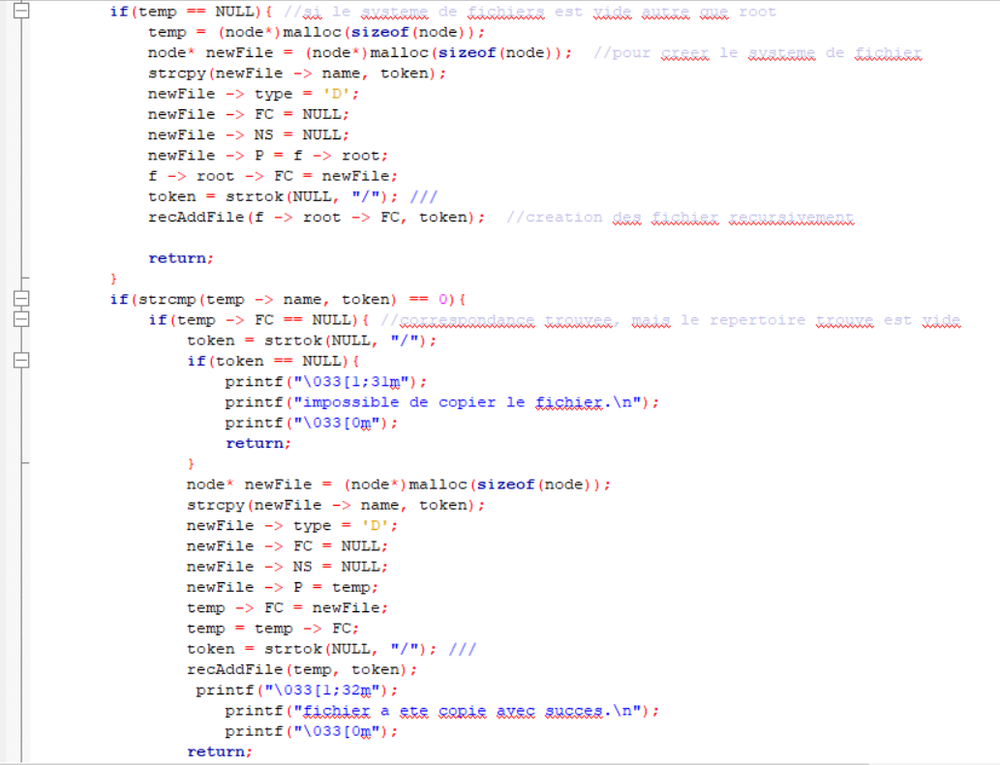 if(temp == NULL){ //si le systeme de fichiers est vide autre que root
temp = (node*)malloc(sizeof(node));
node* newFile = (node*)malloc(sizeof(node));  //pour creer le systeme de fichier
strcpy(newFile -> name, token);
newFile -> type = 'D';
newFile -> FC = NULL;
newFile -> NS = NULL;
newFile -> P = f -> root;
f -> root -> FC = newFile;
token = strtok(NULL, "/"); ///
recAddFile(f -> root -> FC, token);  //creation des fichier recursivement
return;
}
if(strcmp(temp -> name, token) == 0){
if(temp -> FC == NULL){ //correspondance trouvee, mais le repertoire trouve est vide
token = strtok(NULL, "/");
if(token == NULL){
printf("\033[1;31m");
printf("impossible de copier le fichier.\n");
printf("\033[0m");
return;
}
node* newFile = (node*)malloc(sizeof(node));
strcpy(newFile -> name, token);
newFile -> type = 'D';
newFile -> FC = NULL;
newFile -> NS = NULL;
newFile -> P = temp;
temp -> FC = newFile;
temp = temp -> FC;
token = strtok(NULL, "/"); ///
recAddFile(temp, token);
printf("\033[1;32m");
printf("fichier a ete copie avec succes.\n");
printf("\033[0m");
return;